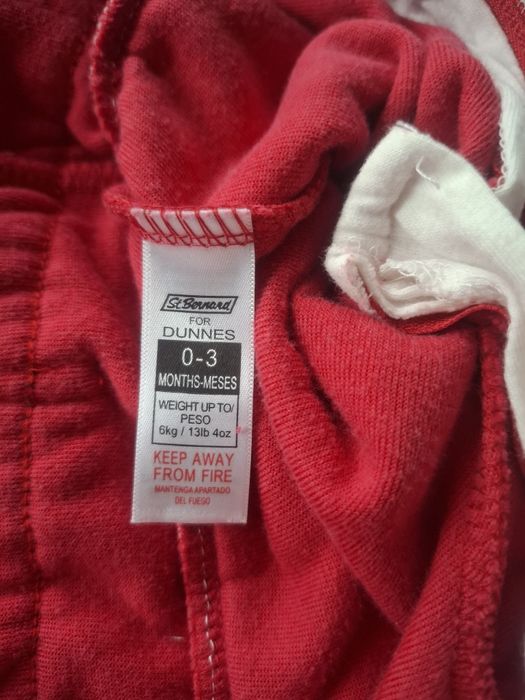 St Bernard
FOR
DUNNES
0-3
MONTHS-MESES
WEIGHT UP TO/
PESO
6kg / 13lb 4oz
KEEP AWAY
FROM FIRE
MANTENGA APARTADO
DEL FUEGO